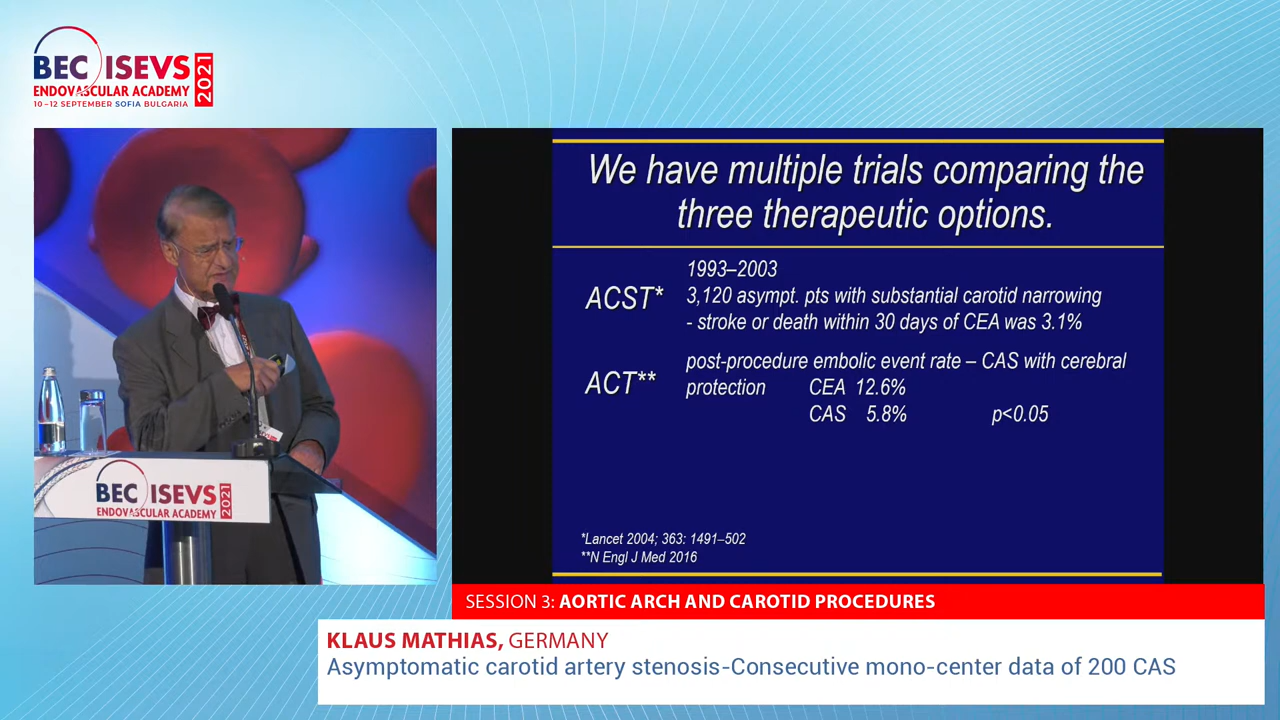 BEC ISEVS
2021
ENDOVASCULAR ACADEMY
10–12 SEPTEMBER SOFIA BULGARIA
We have multiple trials comparing the
three therapeutic options.
ACST*
1993–2003
3,120 asympt. pts with substantial carotid narrowing
- stroke or death within 30 days of CEA was 3.1%
ACT**
post-procedure embolic event rate – CAS with cerebral
protection CEA 12.6%
CAS 5.8% p<0.05
*Lancet 2004; 363: 1491–502
**N Engl J Med 2016
BEC ISEVS
2021
ENDOVASCULAR ACADEMY
SESSION 3: AORTIC ARCH AND CAROTID PROCEDURES
KLAUS MATHIAS, GERMANY
Asymptomatic carotid artery stenosis-Consecutive mono-center data of 200 CAS